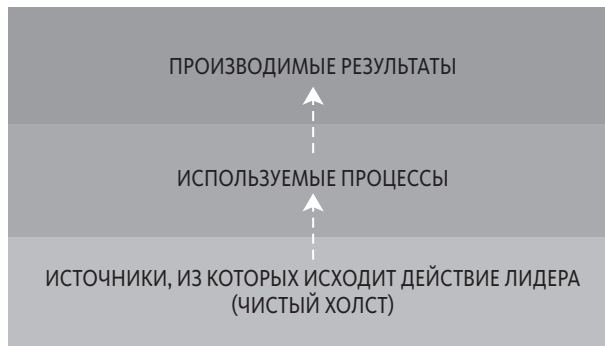 ПРОИЗВОДИМЫЕ РЕЗУЛЬТАТЫ
ИСПОЛЬЗУЕМЫЕ ПРОЦЕССЫ
ИСТОЧНИКИ, ИЗ КОТОРЫХ ИСХОДИТ ДЕЙСТВИЕ ЛИДЕРА
(ЧИСТЫЙ ХОЛСТ)